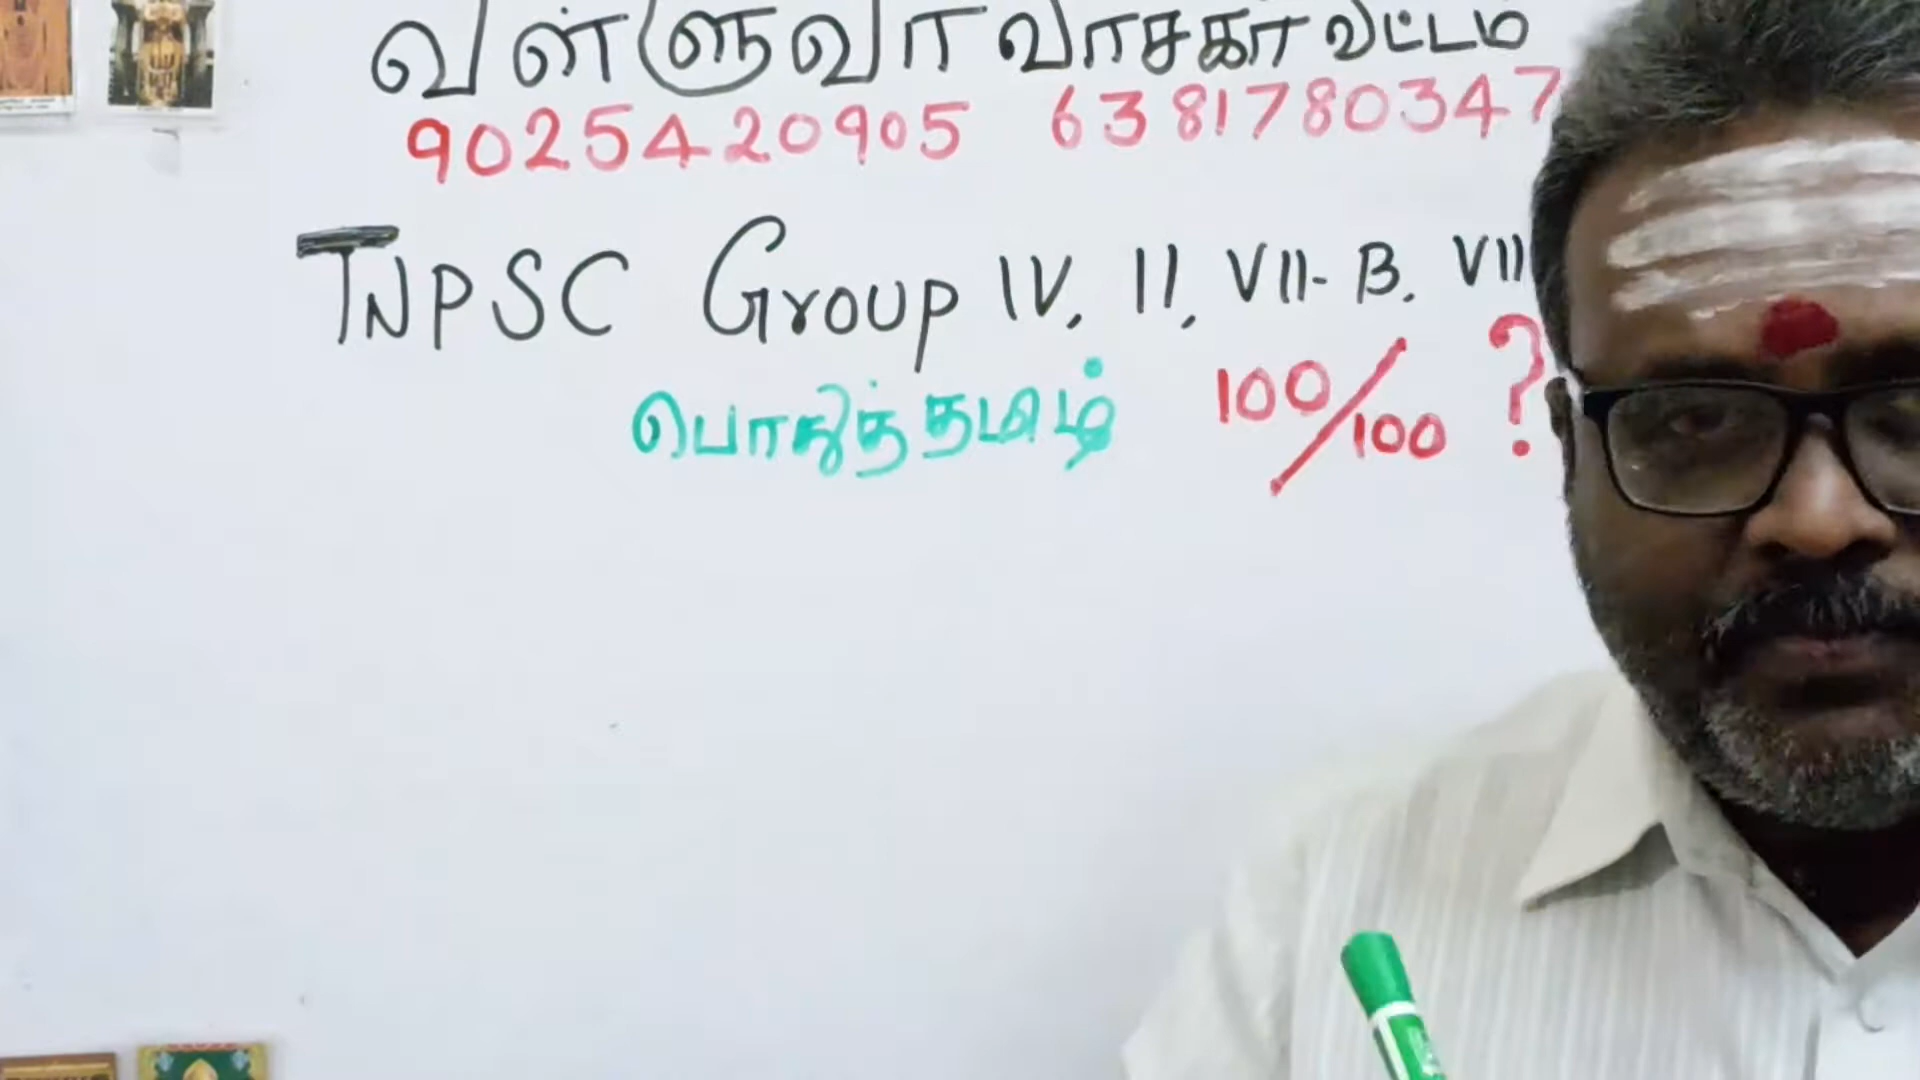 வள்ளுவர் வாசகர் வட்டம்
9025420905 6381780347
TNPSC Group IV, II, VII-B, VII
பொதுத்தமிழ் 100/100 ?